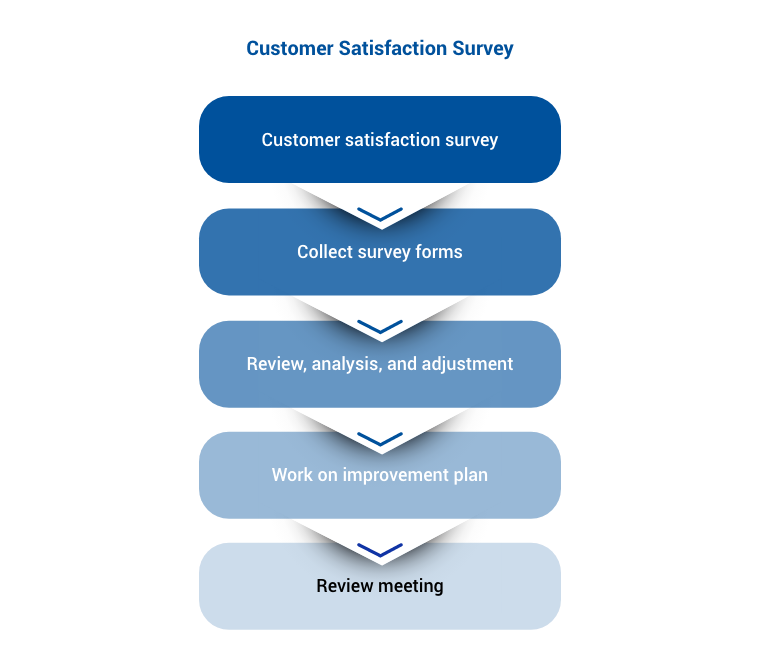 Customer Satisfaction Survey
Customer satisfaction survey
Collect survey forms
Review, analysis, and adjustment
Work on improvement plan
Review meeting